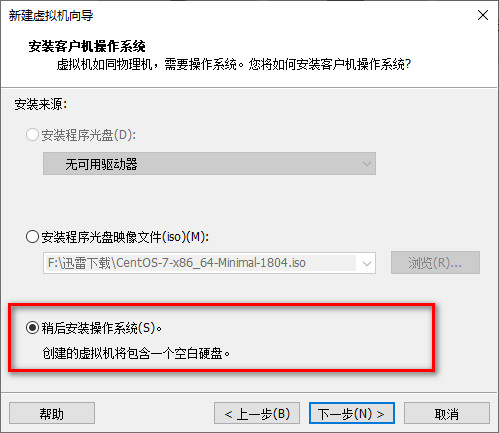 新建虚拟机向导
安装客户机操作系统
虚拟机如同物理机，需要操作系统。您将如何安装客户机操作系统?
安装来源:
安装程序光盘(D):
无可用驱动器
安装程序光盘映像文件(iso)(M):
F:\迅雷下载\CentOS-7-x86_64-Minimal-1804.iso
浏览(R)...
稍后安装操作系统(S)。
创建的虚拟机将包含一个空白硬盘。
帮助
< 上一步(B)
下一步(N) >
取消